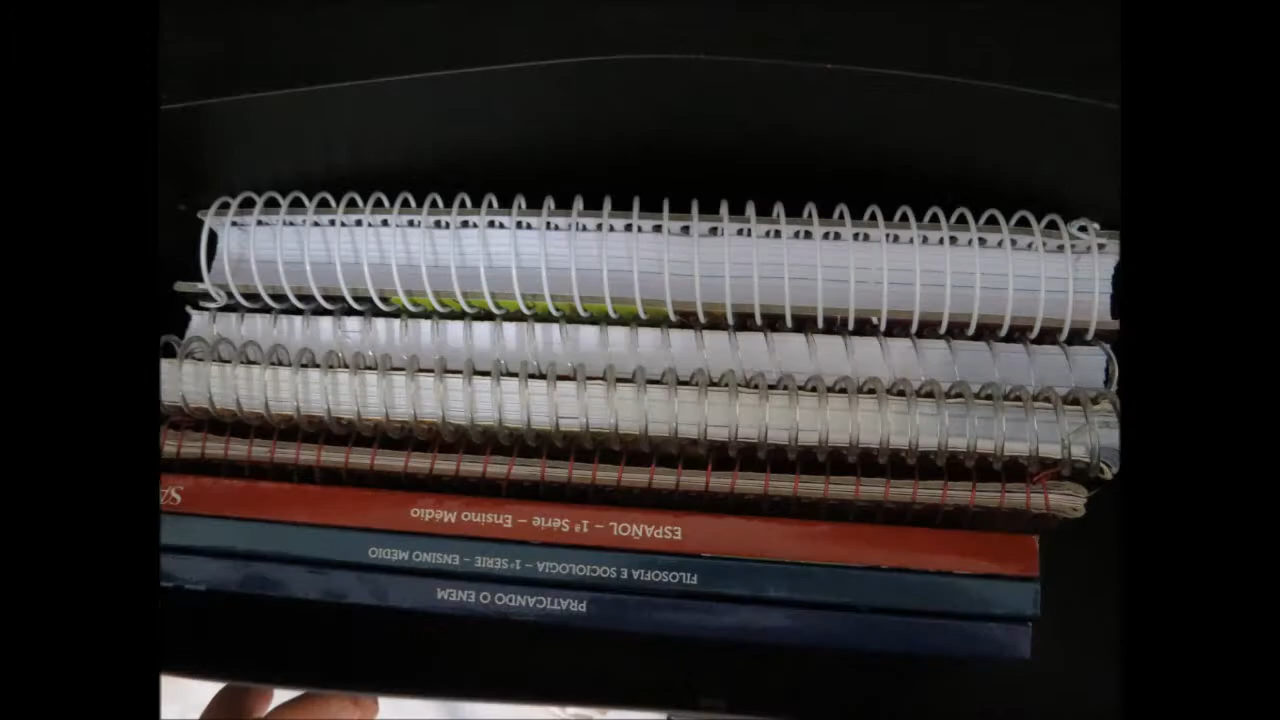 ESPAÑOL – 1ª Série – Ensino Médio
FILOSOFIA E SOCIOLOGIA – 1ª SÉRIE – ENSINO MÉDIO
PRATICANDO O ENEM